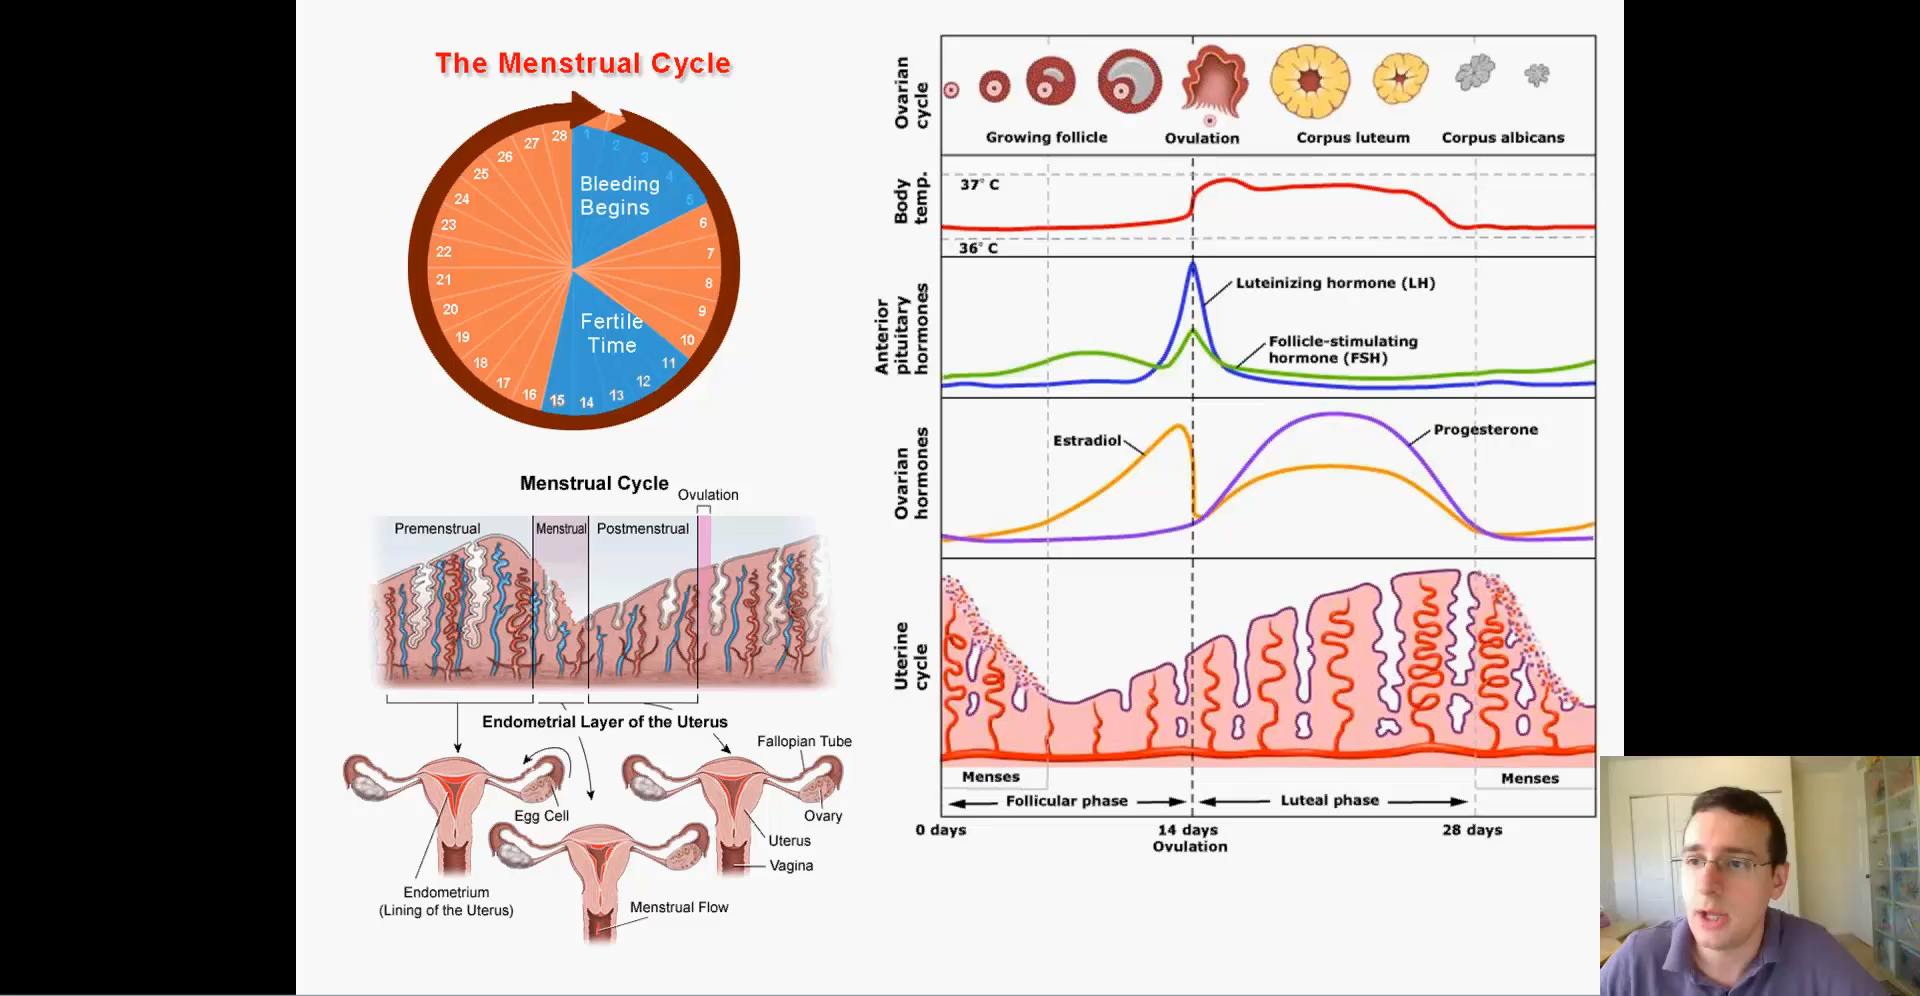 The Menstrual Cycle
1
2
3
4
5
6
7
8
9
10
11
12
13
14
15
16
17
18
19
20
21
22
23
24
25
26
27
28
Bleeding
Begins
Fertile
Time
Menstrual Cycle
Ovulation
Premenstrual
Menstrual
Postmenstrual
Endometrial Layer of the Uterus
Fallopian Tube
Egg Cell
Ovary
Uterus
Vagina
Endometrium
(Lining of the Uterus)
Menstrual Flow
Ovarian
cycle
Growing follicle
Ovulation
Corpus luteum
Corpus albicans
Body
temp.
37° C
36° C
Anterior
pituitary
hormones
Luteinizing hormone (LH)
Follicle-stimulating
hormone (FSH)
Ovarian
hormones
Estradiol
Progesterone
Uterine
cycle
Menses
Menses
Follicular phase
Luteal phase
0 days
14 days
Ovulation
28 days